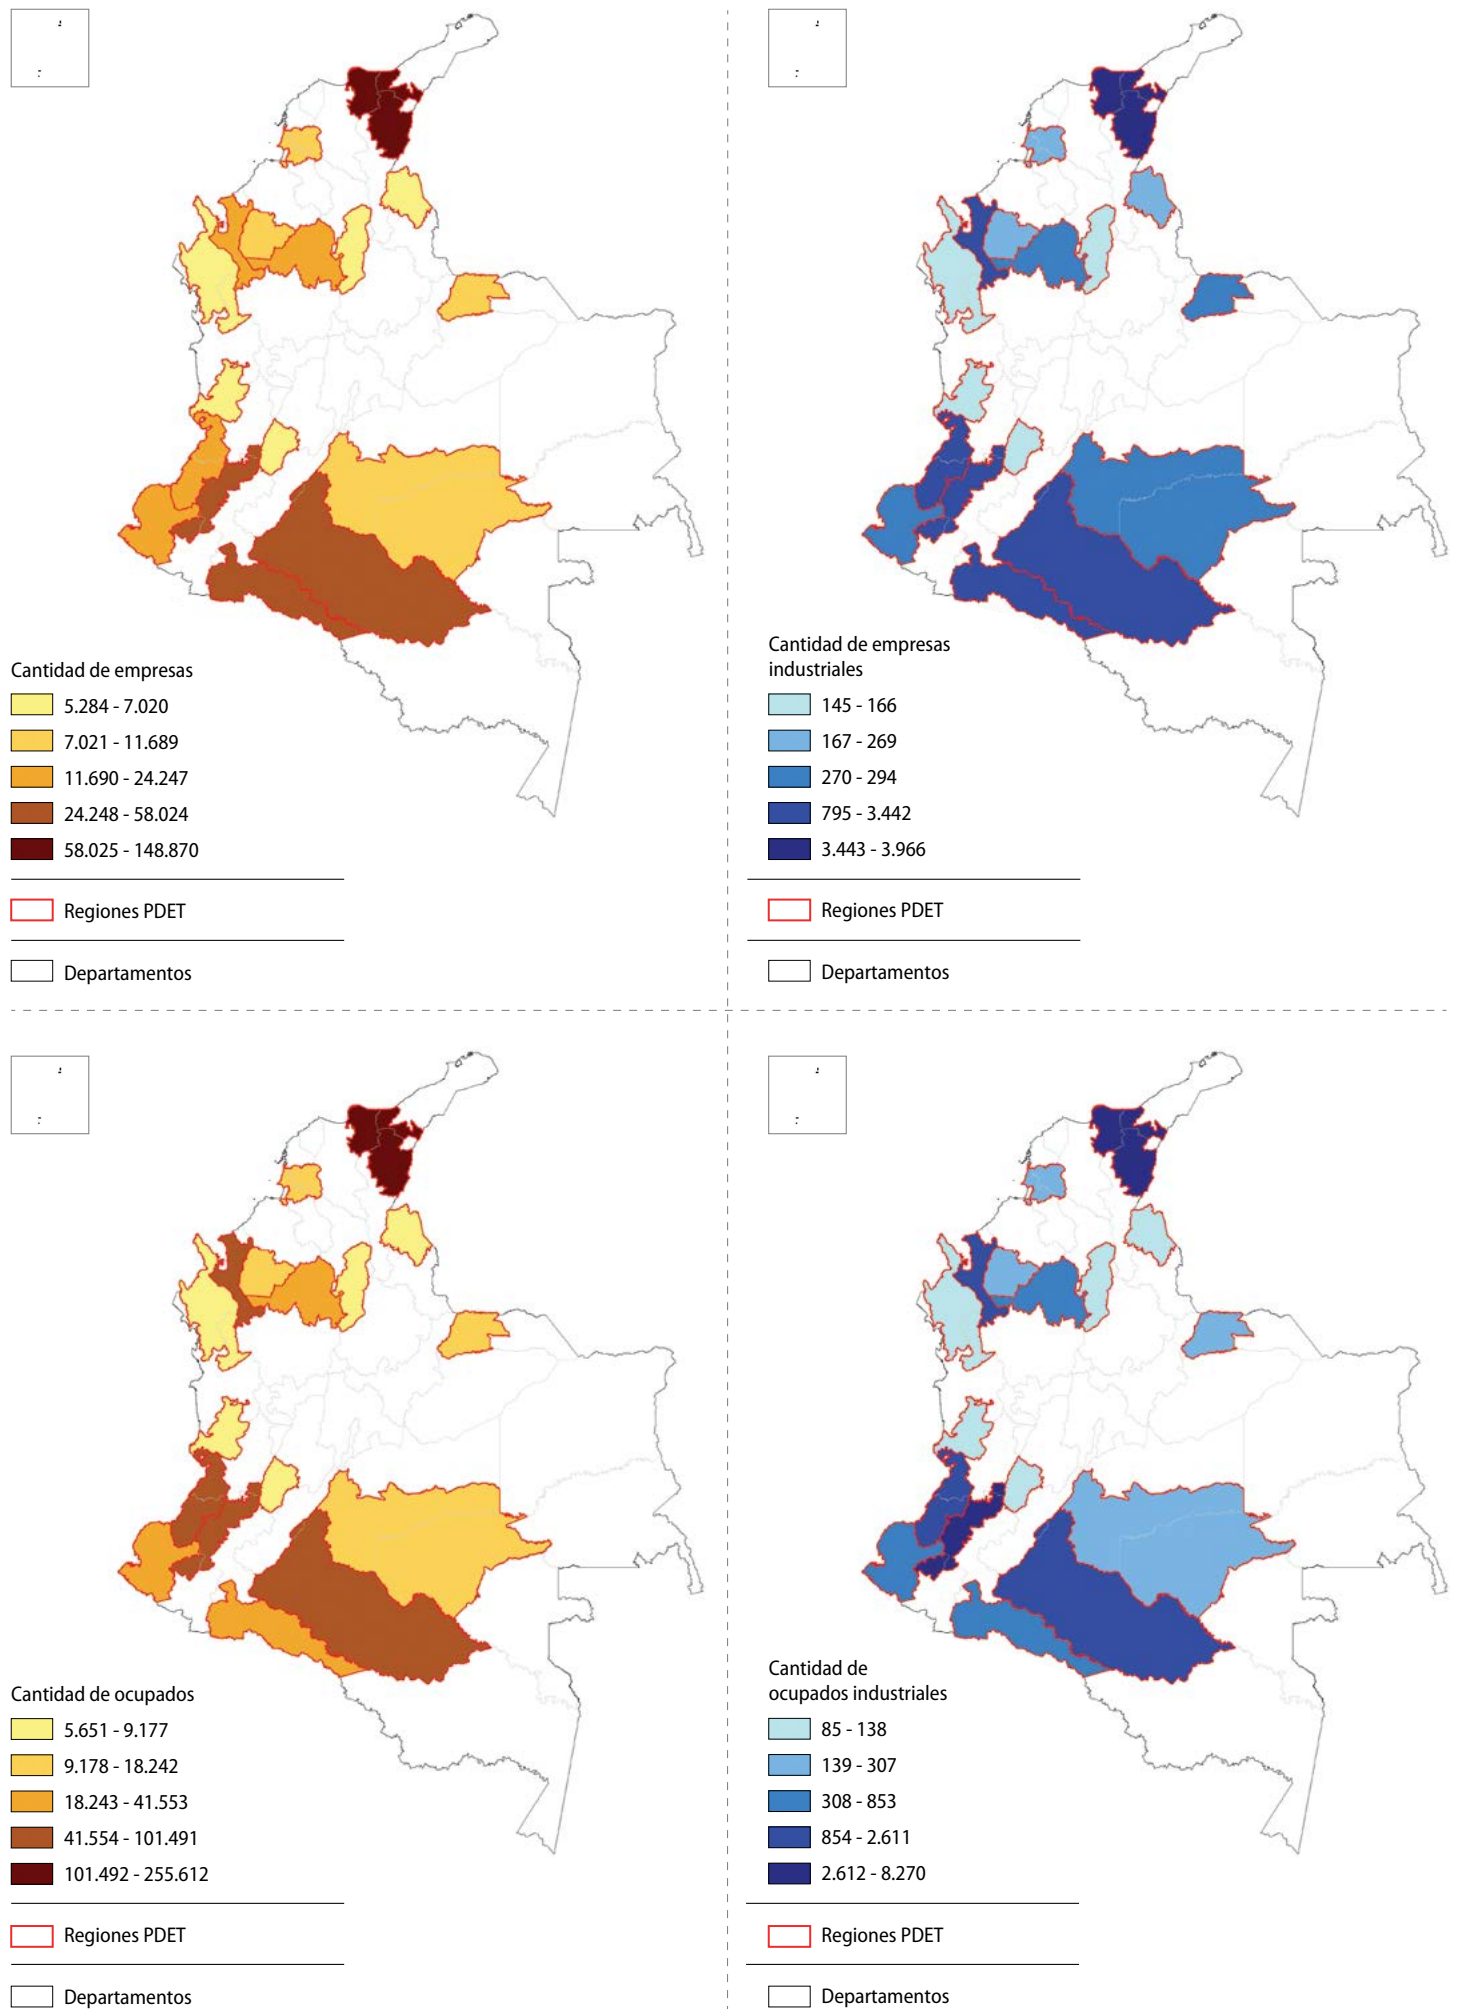 Cantidad de empresas
5.284 - 7.020
7.021 - 11.689
11.690 - 24.247
24.248 - 58.024
58.025 - 148.870
Regiones PDET
Departamentos
Cantidad de empresas
industriales
145 - 166
167 - 269
270 - 294
795 - 3.442
3.443 - 3.966
Regiones PDET
Departamentos
Cantidad de ocupados
5.651 - 9.177
9.178 - 18.242
18.243 - 41.553
41.554 - 101.491
101.492 - 255.612
Regiones PDET
Departamentos
Cantidad de
ocupados industriales
85 - 138
139 - 307
308 - 853
854 - 2.611
2.612 - 8.270
Regiones PDET
Departamentos